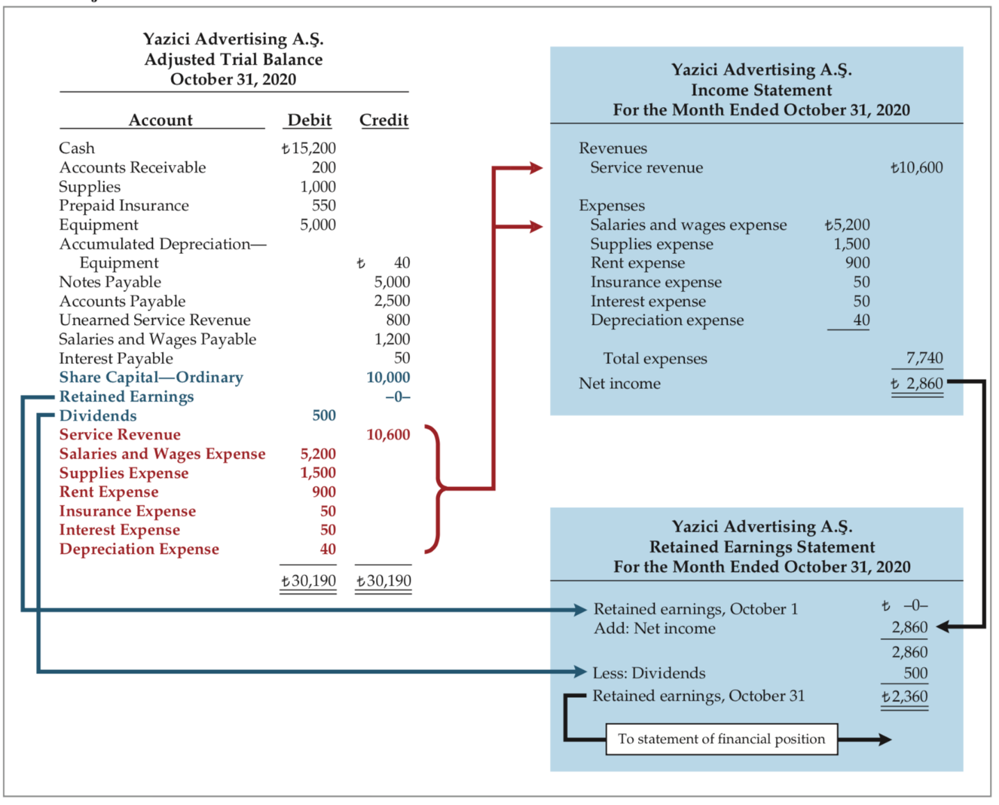 Yazici Advertising A.Ş.
Adjusted Trial Balance
October 31, 2020
Account Debit Credit
Cash ₺15,200
Accounts Receivable 200
Supplies 1,000
Prepaid Insurance 550
Equipment 5,000
Accumulated Depreciation—
Equipment ₺ 40
Notes Payable 5,000
Accounts Payable 2,500
Unearned Service Revenue 800
Salaries and Wages Payable 1,200
Interest Payable 50
Share Capital—Ordinary 10,000
Retained Earnings –0–
Dividends 500
Service Revenue 10,600
Salaries and Wages Expense 5,200
Supplies Expense 1,500
Rent Expense 900
Insurance Expense 50
Interest Expense 50
Depreciation Expense 40
₺30,190 ₺30,190
Yazici Advertising A.Ş.
Income Statement
For the Month Ended October 31, 2020
Revenues
Service revenue ₺10,600
Expenses
Salaries and wages expense ₺5,200
Supplies expense 1,500
Rent expense 900
Insurance expense 50
Interest expense 50
Depreciation expense 40
Total expenses 7,740
Net income ₺ 2,860
Yazici Advertising A.Ş.
Retained Earnings Statement
For the Month Ended October 31, 2020
Retained earnings, October 1 ₺ –0–
Add: Net income 2,860
2,860
Less: Dividends 500
Retained earnings, October 31 ₺2,360
To statement of financial position